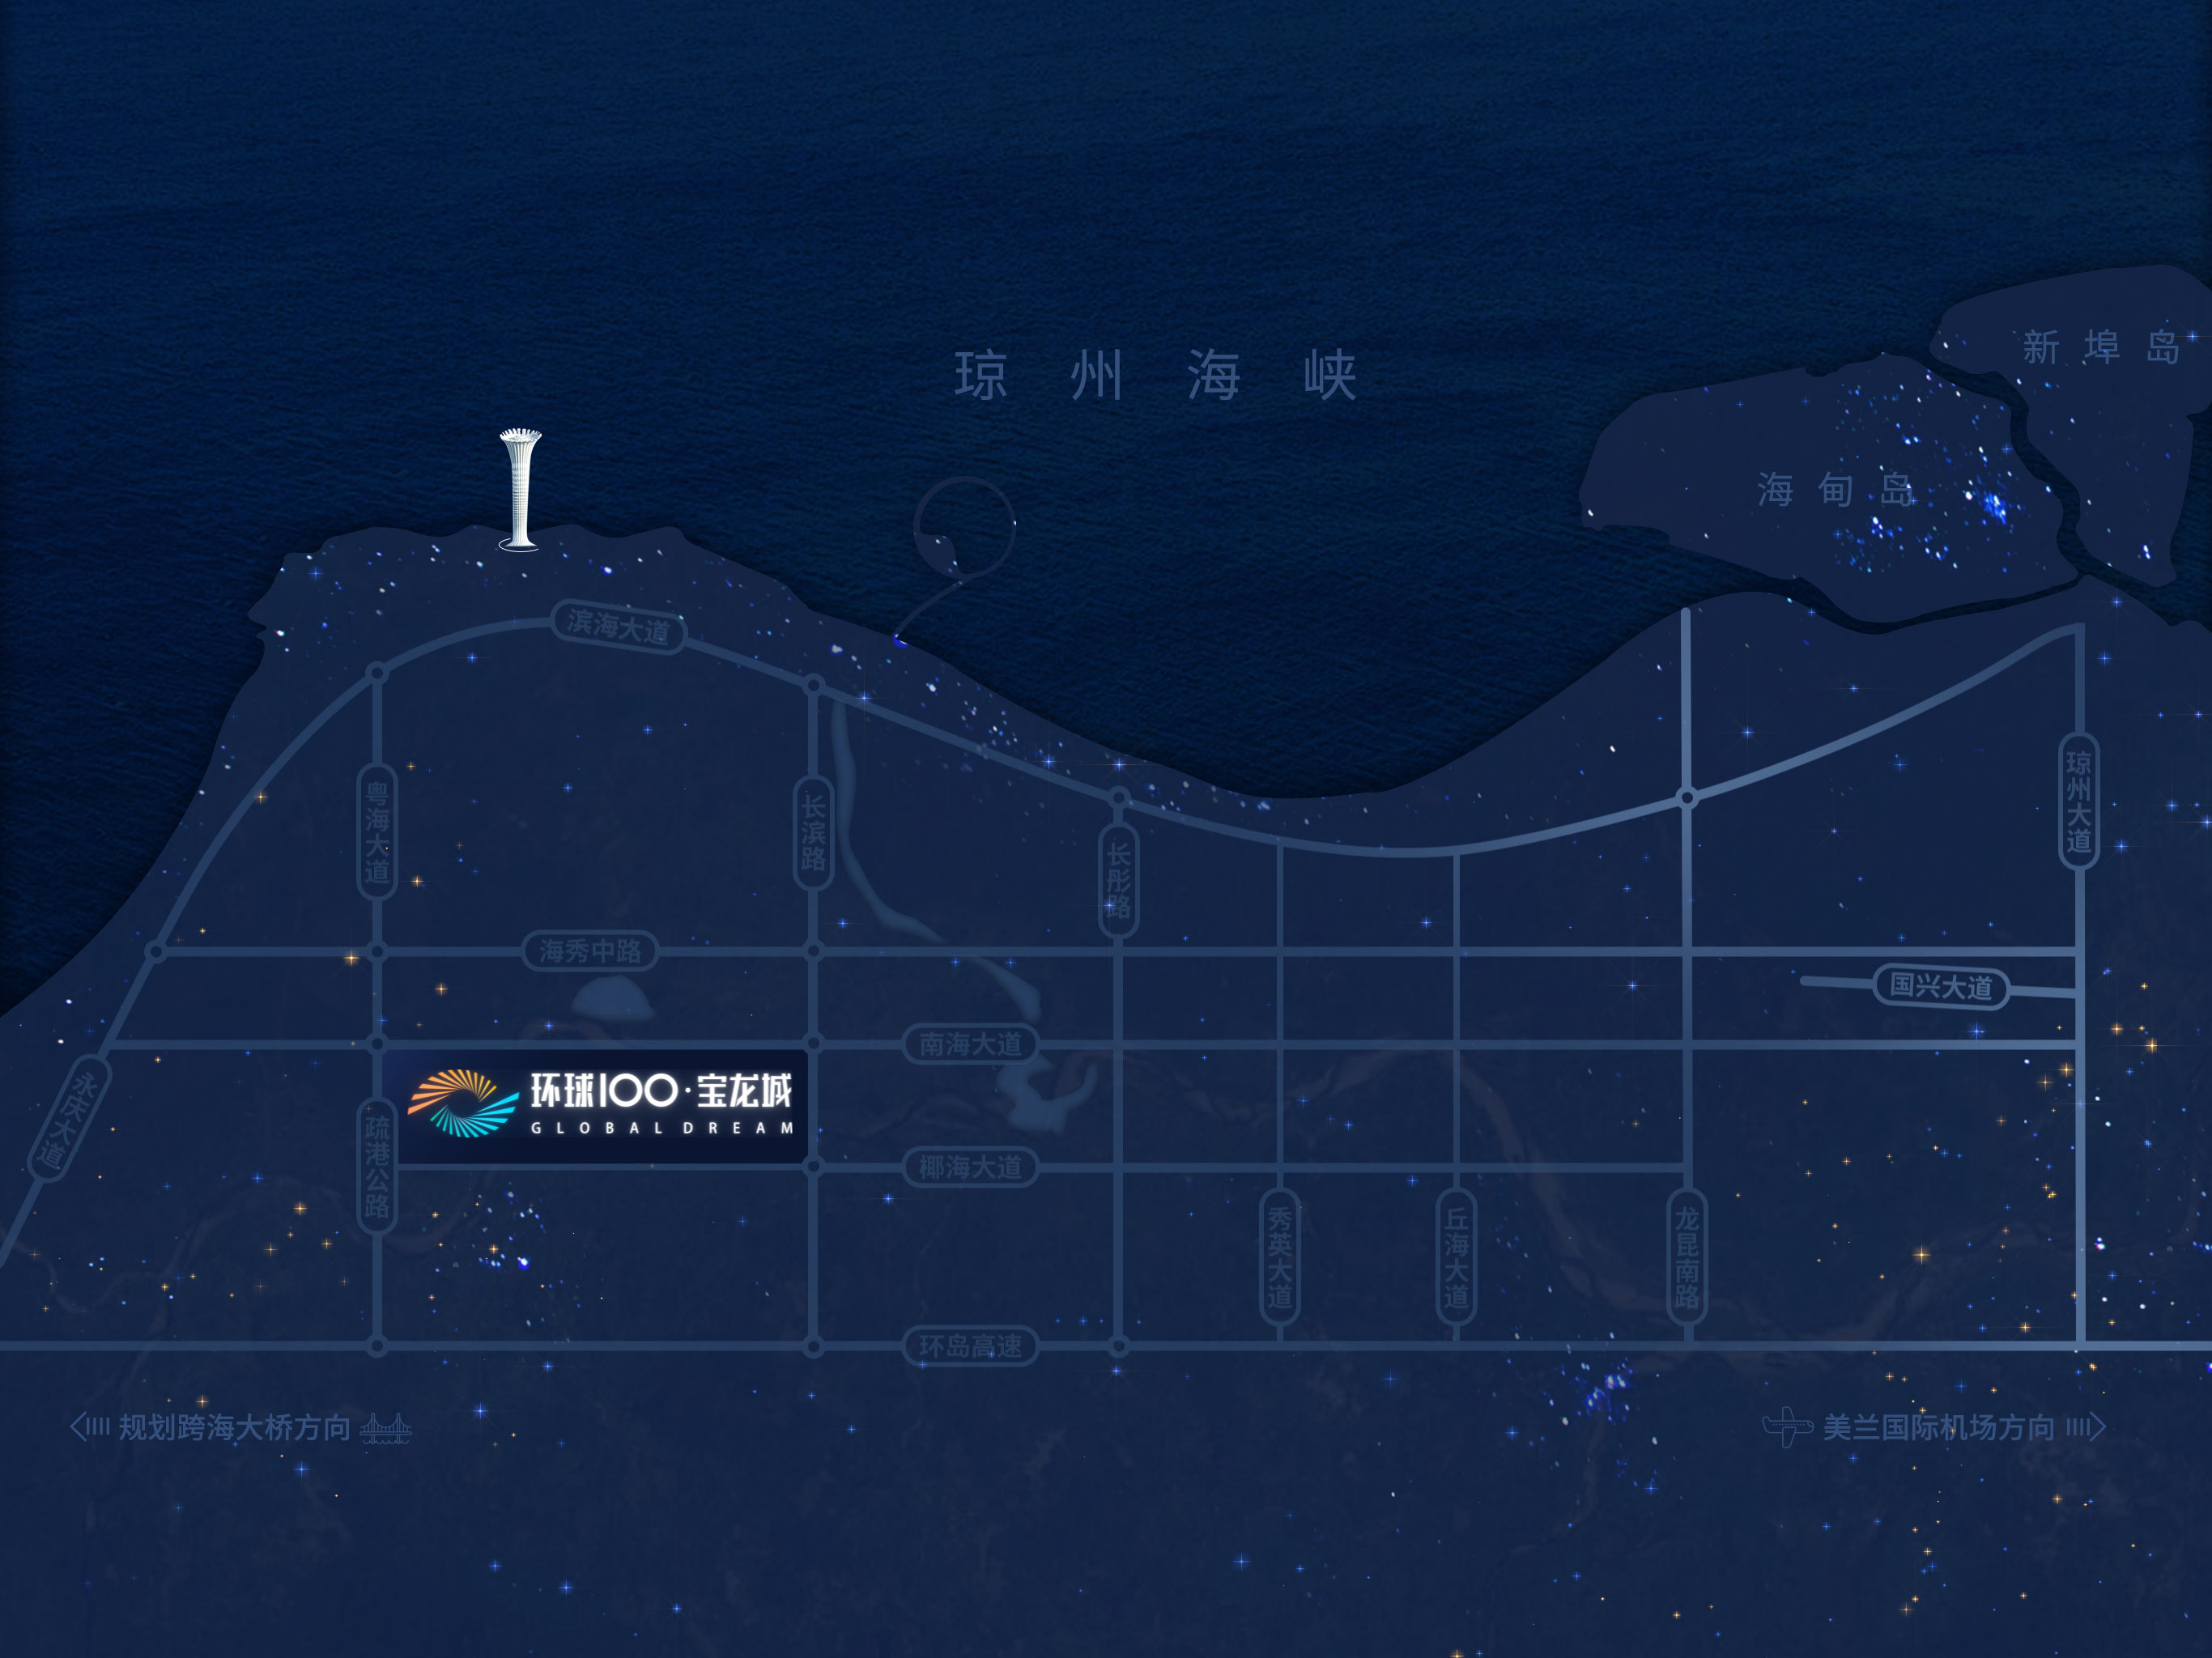 琼州海峡
新埠岛
海甸岛
滨海大道
粤海大道
长滨路
长彤路
琼州大道
海秀中路
国兴大道
南海大道
永庆大道
环球100·宝龙城
GLOBAL DREAM
疏港公路
椰海大道
秀英大道
丘海大道
龙昆南路
环岛高速
规划跨海大桥方向
美兰国际机场方向